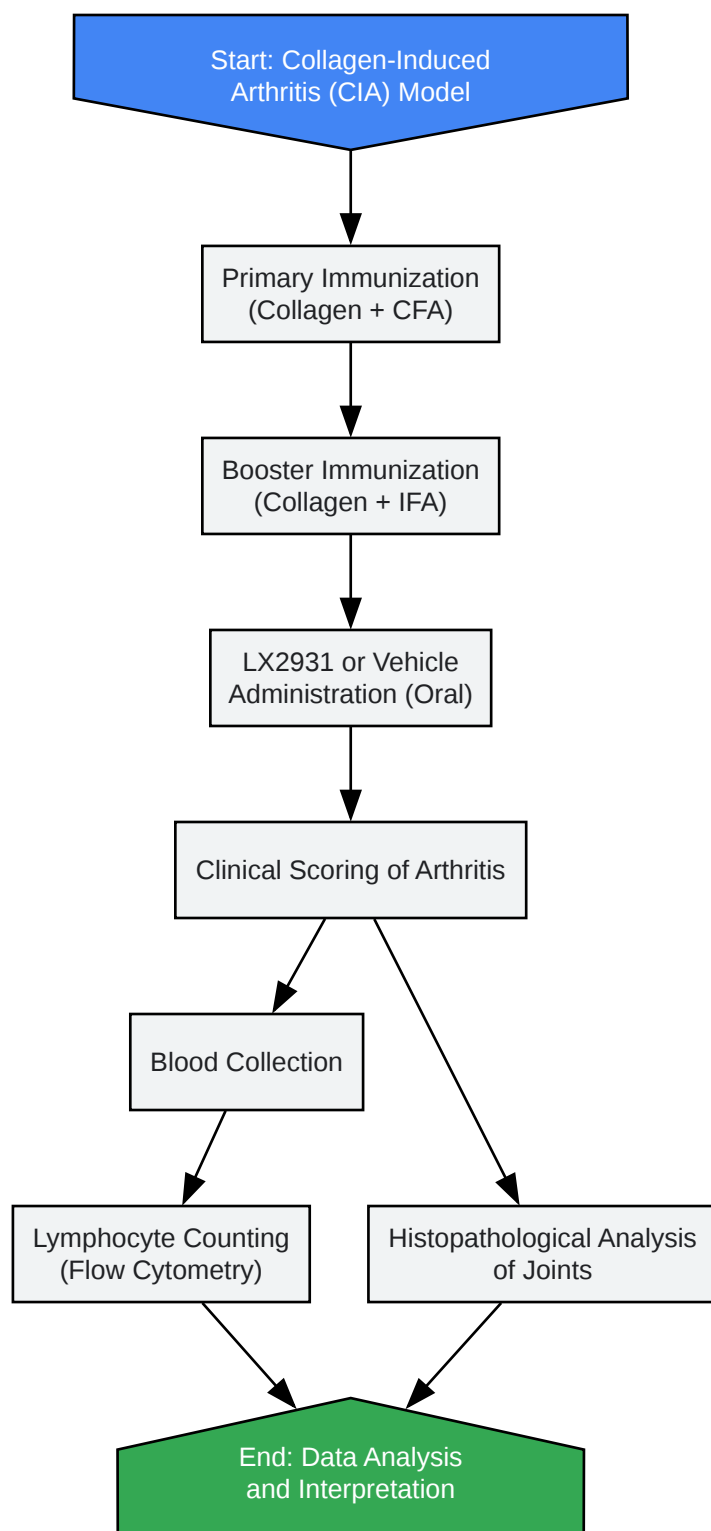 Start: Collagen-Induced
Arthritis (CIA) Model
Primary Immunization
(Collagen + CFA)
Booster Immunization
(Collagen + IFA)
LX2931 or Vehicle
Administration (Oral)
Clinical Scoring of Arthritis
Blood Collection
Lymphocyte Counting
(Flow Cytometry)
Histopathological Analysis
of Joints
End: Data Analysis
and Interpretation